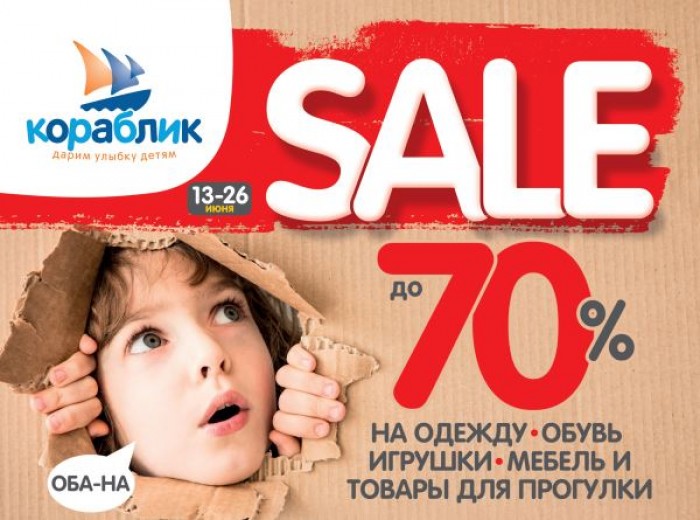 кораблик
дарим улыбку детям
SALE
13-26
июня
до 70%
НА ОДЕЖДУ • ОБУВЬ
ИГРУШКИ • МЕБЕЛЬ И
ТОВАРЫ ДЛЯ ПРОГУЛКИ
ОБА-НА